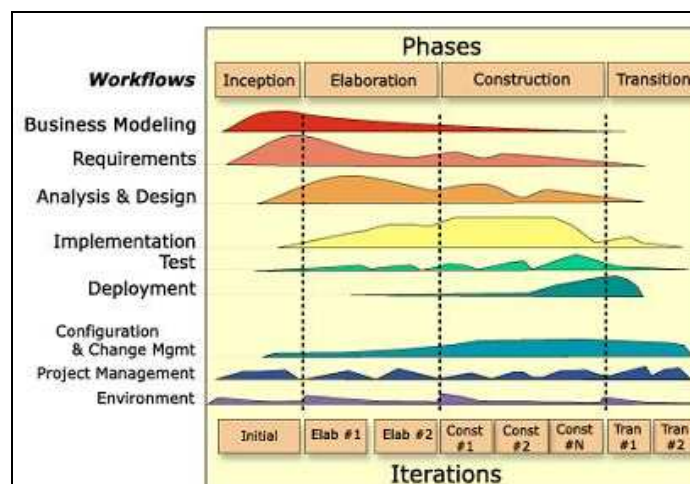 Phases
Workflows
Inception
Elaboration
Construction
Transition
Business Modeling
Requirements
Analysis & Design
Implementation
Test
Deployment
Configuration
& Change Mgmt
Project Management
Environment
Initial
Elab #1
Elab #2
Const
#1
Const
#2
Const
#N
Tran
#1
Tran
#2
Iterations